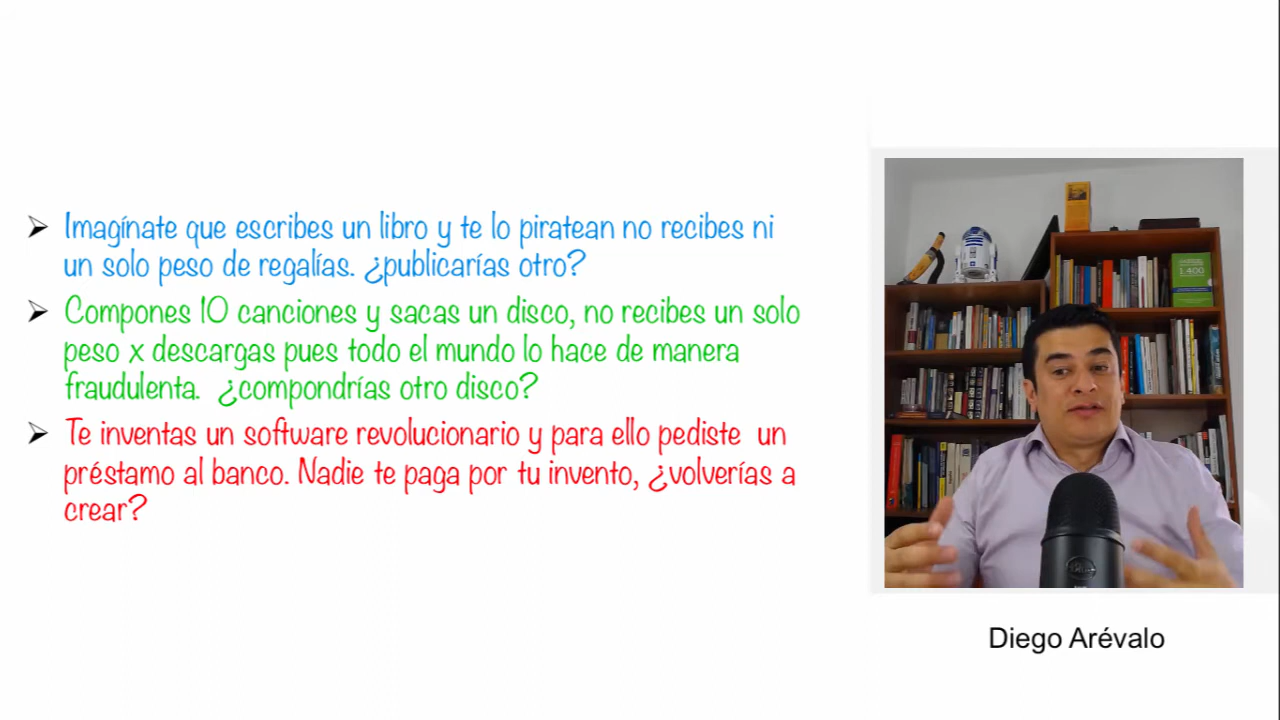 Imagínate que escribes un libro y te lo piratean no recibes ni
un solo peso de regalías. ¿publicarías otro?
Compones 10 canciones y sacas un disco, no recibes un solo
peso x descargas pues todo el mundo lo hace de manera
fraudulenta. ¿compondrías otro disco?
Te inventas un software revolucionario y para ello pediste un
préstamo al banco. Nadie te paga por tu invento, ¿volverías a
crear?
1.400
Diego Arévalo